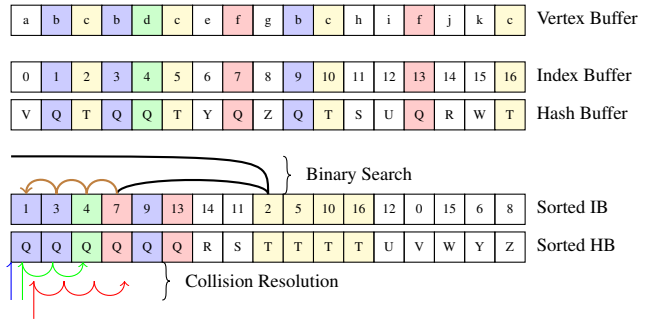 a b c b d c e f g b c h i f j k c Vertex Buffer
0 1 2 3 4 5 6 7 8 9 10 11 12 13 14 15 16 Index Buffer
V Q T Q Q T Y Q Z Q T S U Q R W T Hash Buffer
Binary Search
1 3 4 7 9 13 14 11 2 5 10 16 12 0 15 6 8 Sorted IB
Q Q Q Q Q Q R S T T T T U V W Y Z Sorted HB
Collision Resolution